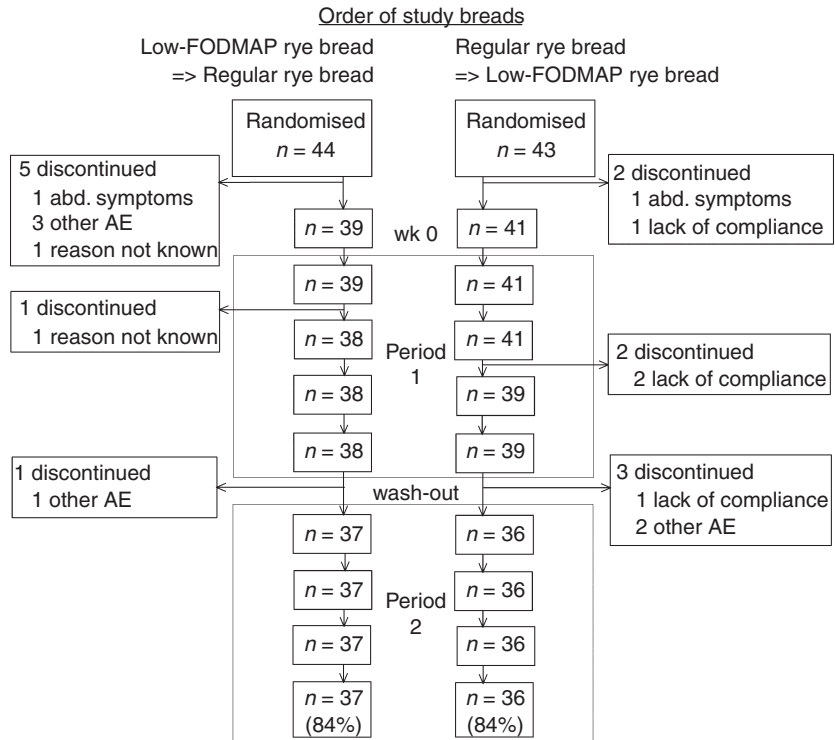 Order of study breads
Low-FODMAP rye bread
=> Regular rye bread
Regular rye bread
=> Low-FODMAP rye bread
Randomised
n = 44
Randomised
n = 43
5 discontinued
1 abd. symptoms
3 other AE
1 reason not known
2 discontinued
1 abd. symptoms
1 lack of compliance
n = 39
wk 0
n = 41
n = 39
n = 41
1 discontinued
1 reason not known
n = 38
Period
1
n = 41
2 discontinued
2 lack of compliance
n = 38
n = 39
n = 38
n = 39
1 discontinued
1 other AE
wash-out
3 discontinued
1 lack of compliance
2 other AE
n = 37
n = 36
n = 37
Period
2
n = 36
n = 37
n = 36
n = 37
(84%)
n = 36
(84%)